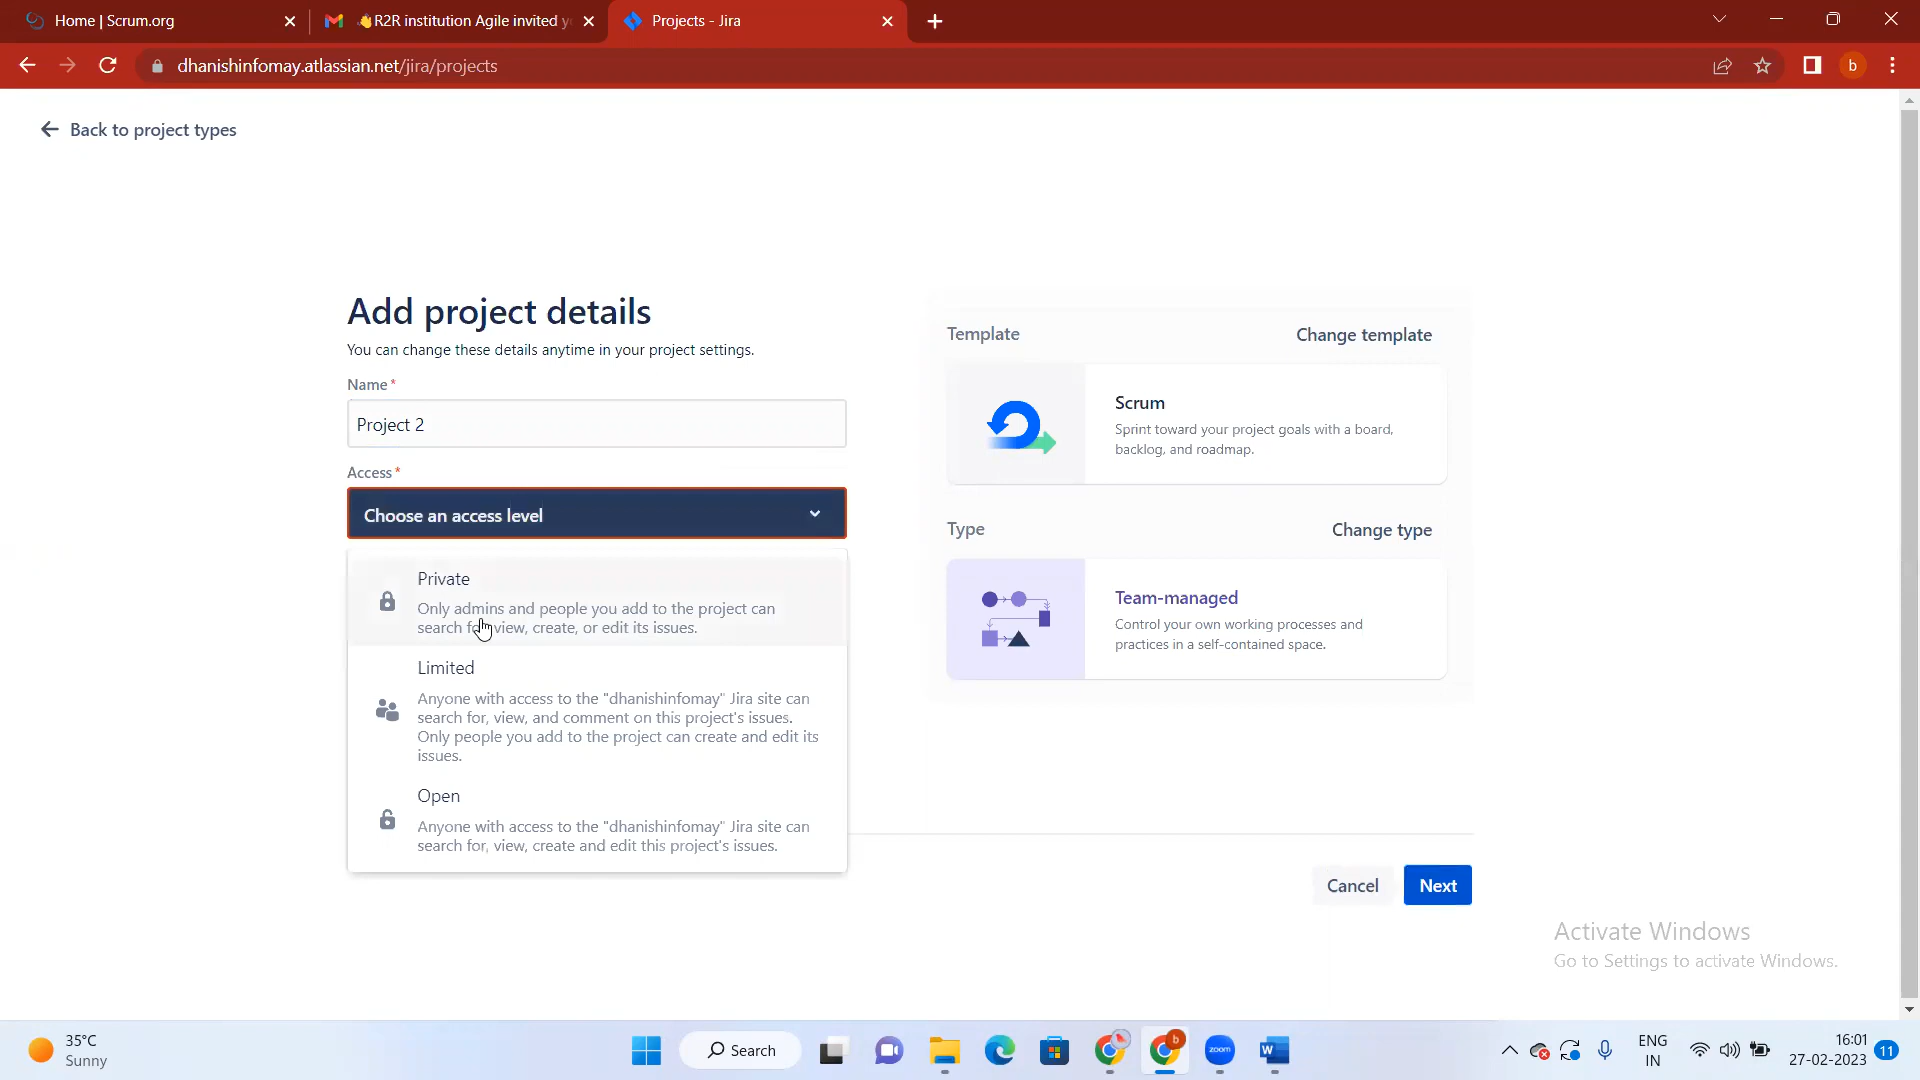 Home | Scrum.org
👋R2R institution Agile invited y
Projects - Jira
dhanishinfomay.atlassian.net/jira/projects
b
Back to project types
Add project details
You can change these details anytime in your project settings.
Name *
Project 2
Access *
Choose an access level
Private
Only admins and people you add to the project can
search for, view, create, or edit its issues.
Limited
Anyone with access to the "dhanishinfomay" Jira site can
search for, view, and comment on this project's issues.
Only people you add to the project can create and edit its
issues.
Open
Anyone with access to the "dhanishinfomay" Jira site can
search for, view, create and edit this project's issues.
Template
Change template
Scrum
Sprint toward your project goals with a board,
backlog, and roadmap.
Type
Change type
Team-managed
Control your own working processes and
practices in a self-contained space.
Cancel
Next
Activate Windows
Go to Settings to activate Windows.
35°C
Sunny
Search
b
zoom
W
ENG
IN
16:01
27-02-2023
11